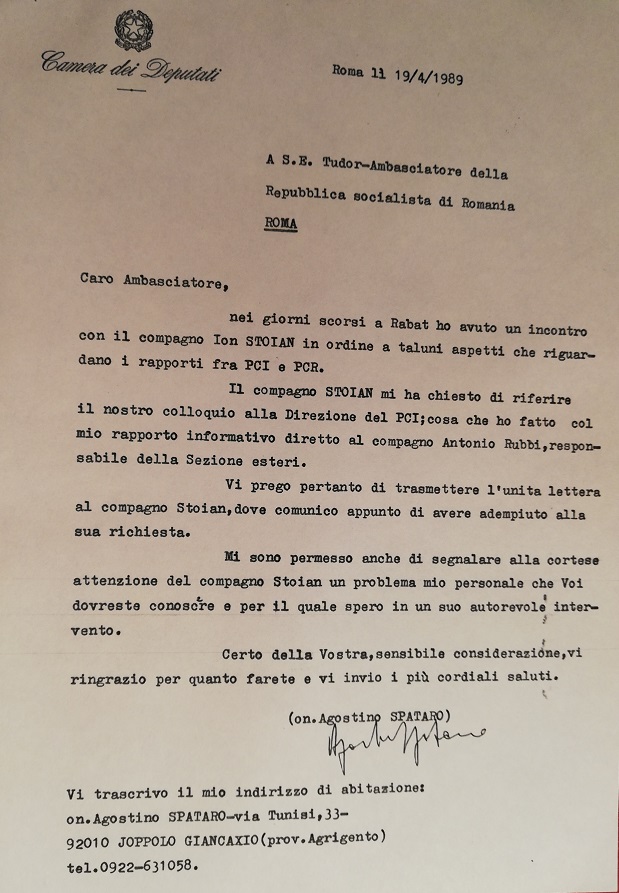 Camera dei Deputati
Roma lì 19/4/1989
A S.E. Tudor-Ambasciatore della
Repubblica socialista di Romania
ROMA
Caro Ambasciatore,
nei giorni scorsi a Rabat ho avuto un incontro
con il compagno Ion STOIAN in ordine a taluni aspetti che riguar-
dano i rapporti fra PCI e PCR.
Il compagno STOIAN mi ha chiesto di riferire
il nostro colloquio alla Direzione del PCI;cosa che ho fatto col
mio rapporto informativo diretto al compagno Antonio Rubbi,respon-
sabile della Sezione esteri.
Vi prego pertanto di trasmettere l'unita lettera
al compagno Stoian,dove comunico appunto di avere adempiuto alla
sua richiesta.
Mi sono permesso anche di segnalare alla cortese
attenzione del compagno Stoian un problema mio personale che Voi
dovreste conoscere e per il quale spero in un suo autorevole inter-
vento.
Certo della Vostra,sensibile considerazione,vi
ringrazio per quanto farete e vi invio i più cordiali saluti.
(on.Agostino SPATARO)
Agostino Spataro
Vi trascrivo il mio indirizzo di abitazione:
on.Agostino SPATARO-via Tunisi,33-
92010 JOPPOLO GIANCAXIO(prov.Agrigento)
tel.0922-631058.